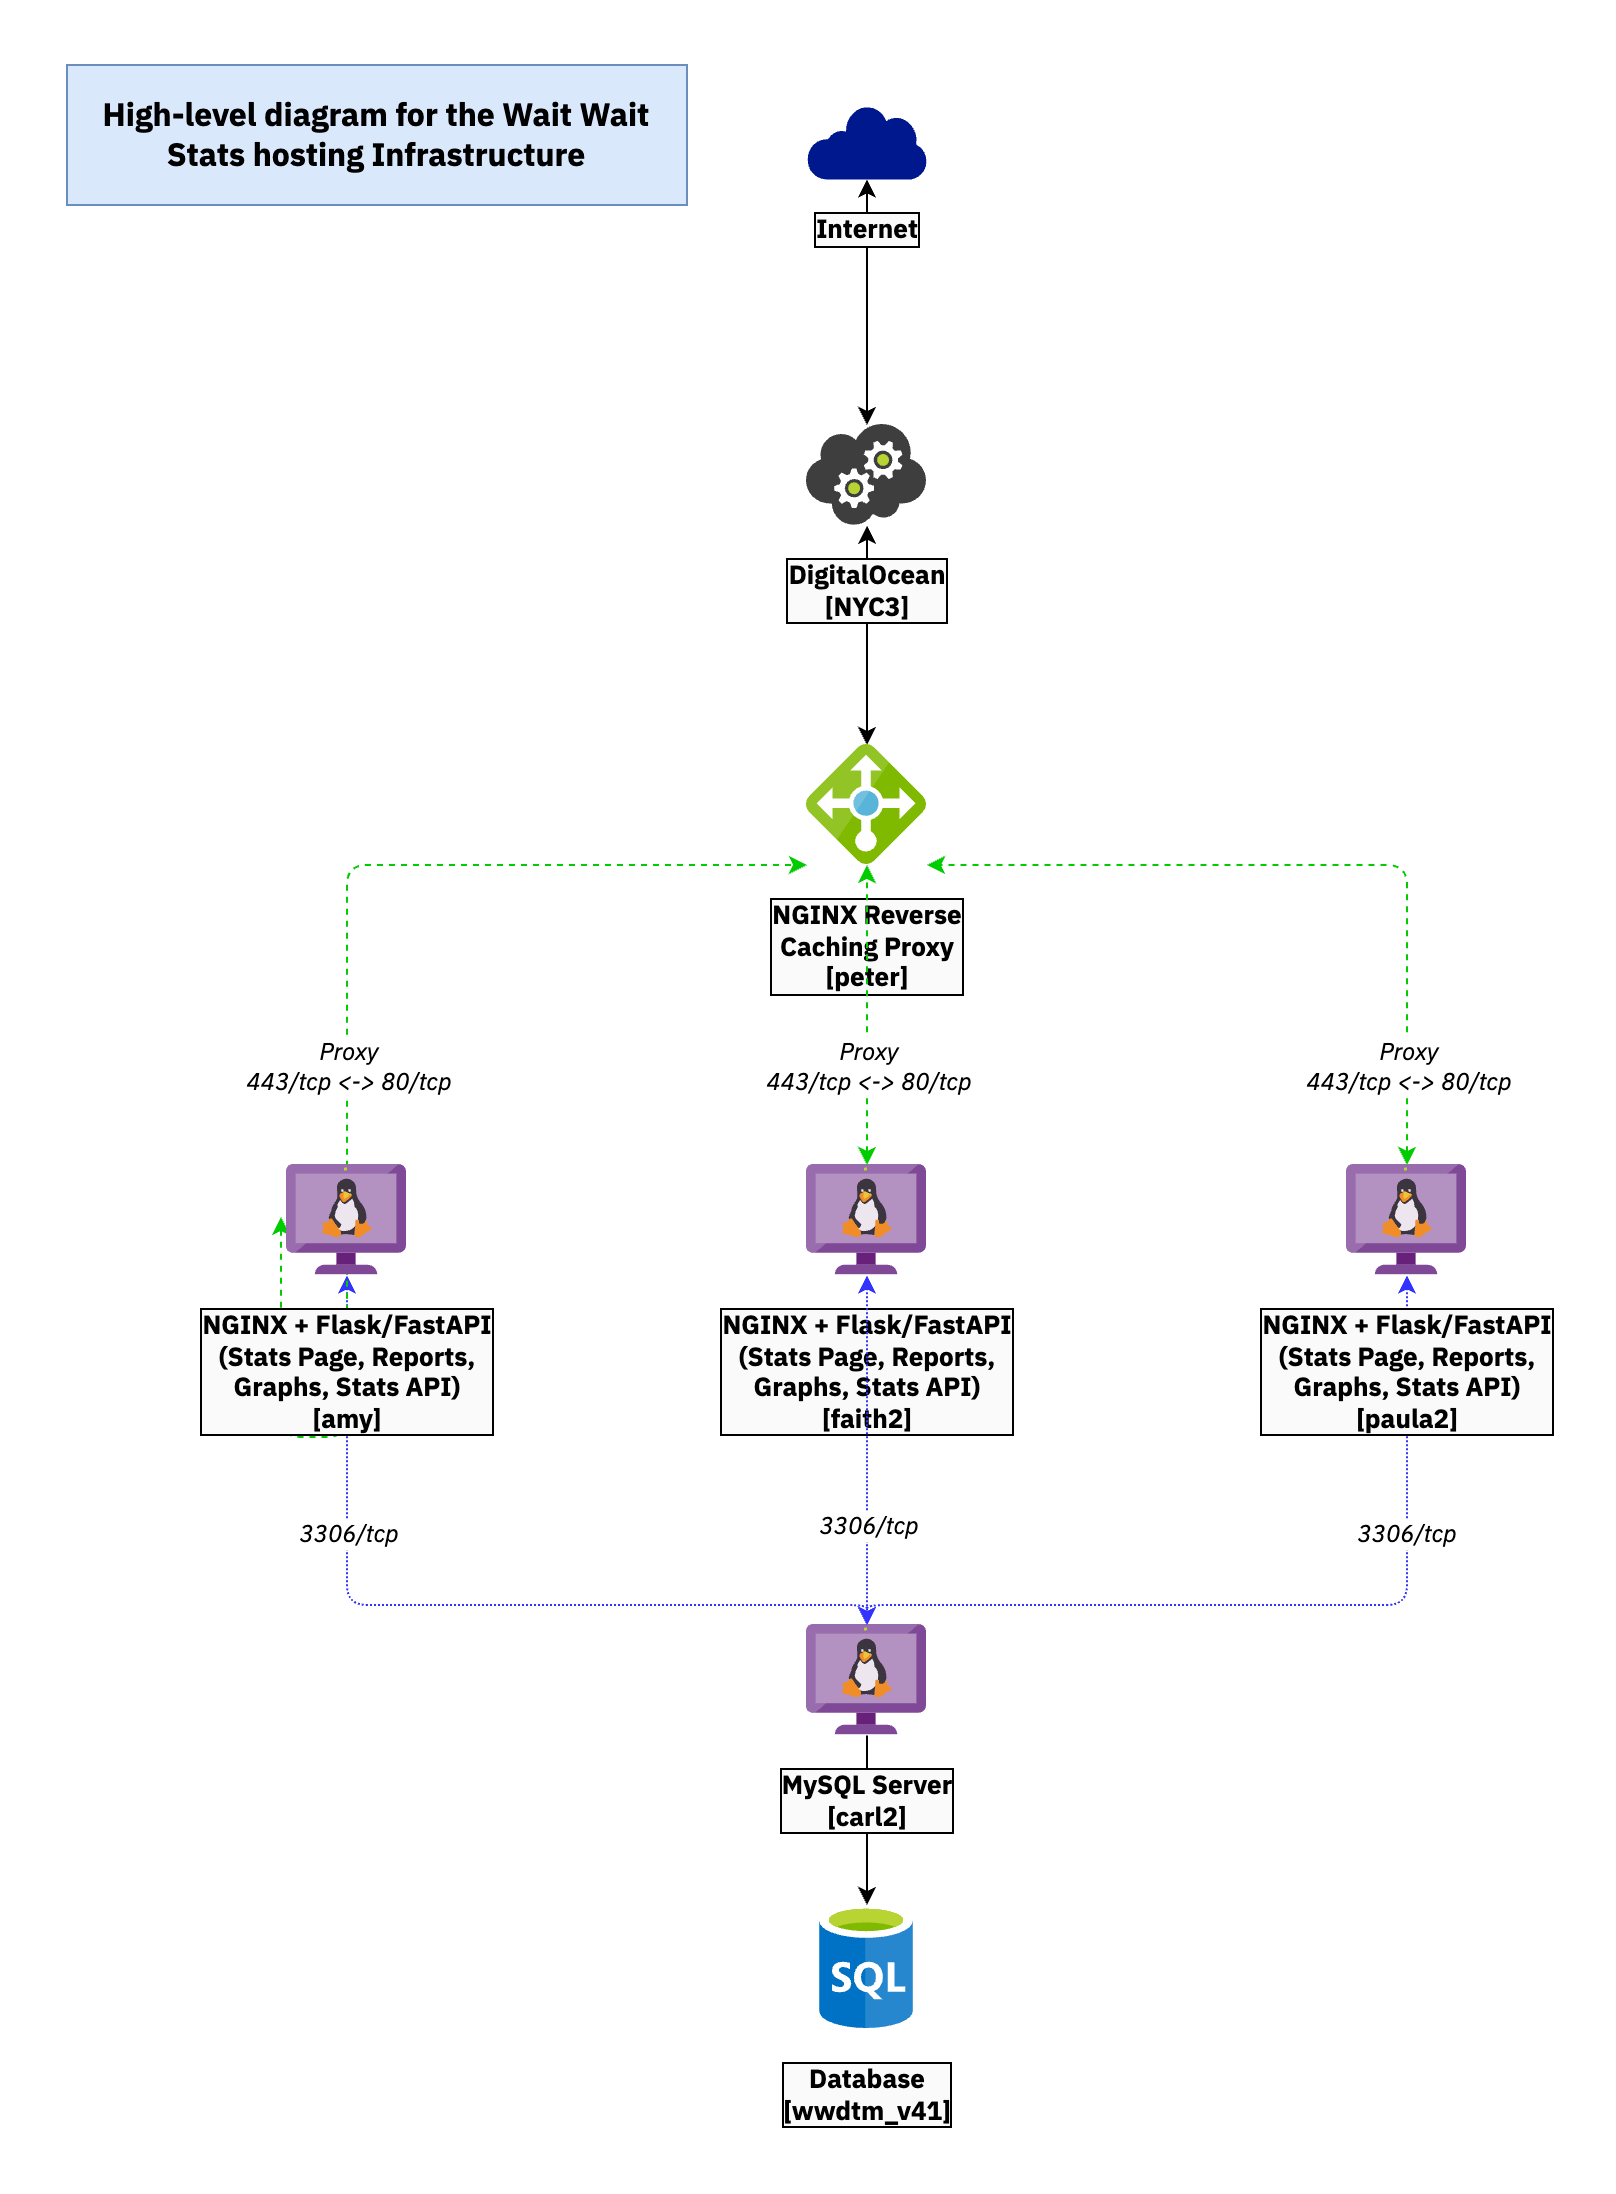 High-level diagram for the Wait Wait
Stats hosting Infrastructure
Internet
DigitalOcean
[NYC3]
NGINX Reverse
Caching Proxy
[peter]
Proxy
443/tcp <-> 80/tcp
Proxy
443/tcp <-> 80/tcp
Proxy
443/tcp <-> 80/tcp
NGINX + Flask/FastAPI
(Stats Page, Reports,
Graphs, Stats API)
[amy]
NGINX + Flask/FastAPI
(Stats Page, Reports,
Graphs, Stats API)
[faith2]
NGINX + Flask/FastAPI
(Stats Page, Reports,
Graphs, Stats API)
[paula2]
3306/tcp
3306/tcp
3306/tcp
MySQL Server
[carl2]
SQL
Database
[wwdtm_v41]